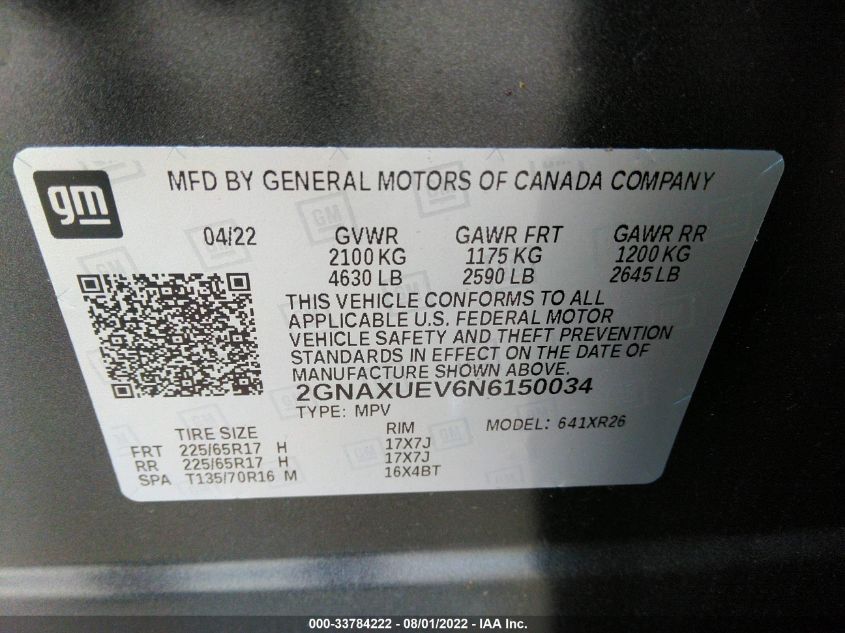 gm
MFD BY GENERAL MOTORS OF CANADA COMPANY
04/22 GVWR GAWR FRT GAWR RR
2100 KG 1175 KG 1200 KG
4630 LB 2590 LB 2645 LB
THIS VEHICLE CONFORMS TO ALL
APPLICABLE U.S. FEDERAL MOTOR
VEHICLE SAFETY AND THEFT PREVENTION
STANDARDS IN EFFECT ON THE DATE OF
MANUFACTURE SHOWN ABOVE.
2GNAXUEV6N6150034
TYPE: MPV MODEL: 641XR26
TIRE SIZE RIM
FRT 225/65R17 H 17X7J
RR 225/65R17 H 17X7J
SPA T135/70R16 M 16X4BT
000-33784222 - 08/01/2022 - IAA Inc.